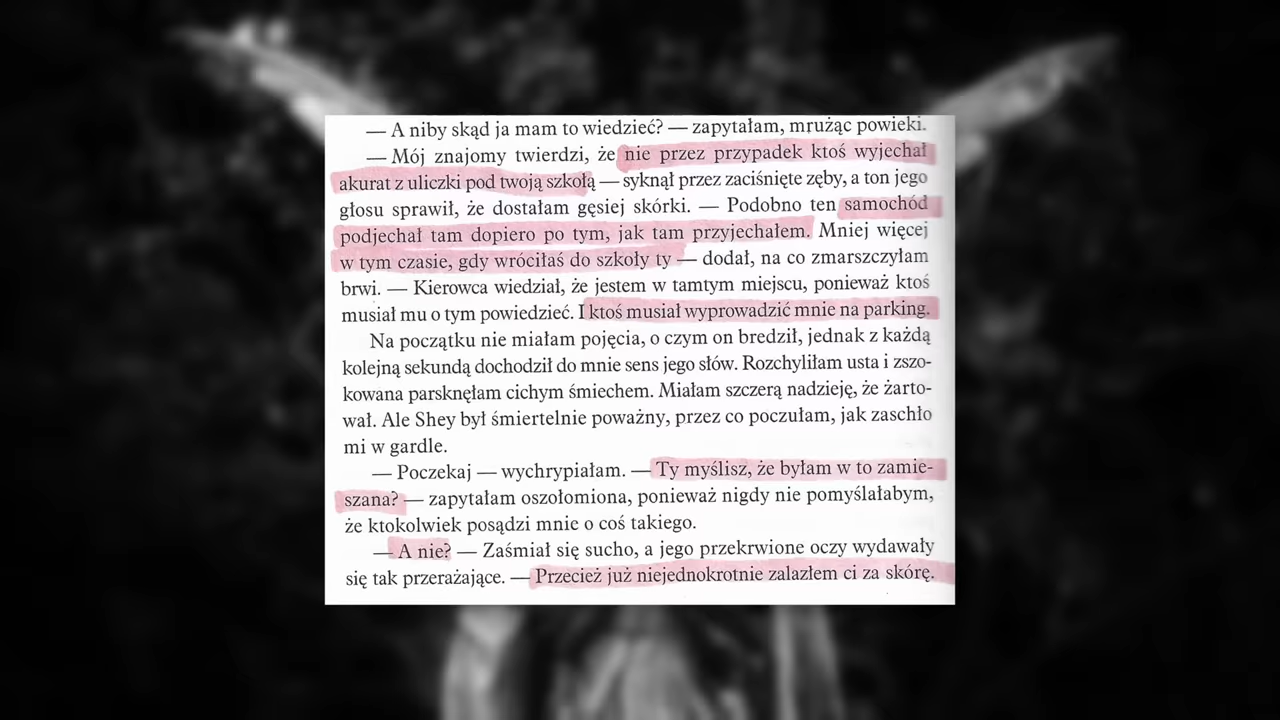 — A niby skąd ja mam to wiedzieć? — zapytałam, mrużąc powieki.
— Mój znajomy twierdzi, że nie przez przypadek ktoś wyjechał
akurat z uliczki pod twoją szkołą — syknął przez zaciśnięte zęby, a ton jego
głosu sprawił, że dostałam gęsiej skórki. — Podobno ten samochód
podjechał tam dopiero po tym, jak tam przyjechałem. Mniej więcej
w tym czasie, gdy wróciłaś do szkoły ty — dodał, na co zmarszczyłam
brwi. — Kierowca wiedział, że jestem w tamtym miejscu, ponieważ ktoś
musiał mu o tym powiedzieć. I ktoś musiał wyprowadzić mnie na parking.
Na początku nie miałam pojęcia, o czym on bredził, jednak z każdą
kolejną sekundą dochodził do mnie sens jego słów. Rozchyliłam usta i zszo-
kowana parsknęłam cichym śmiechem. Miałam szczerą nadzieję, że żarto-
wał. Ale Shey był śmiertelnie poważny, przez co poczułam, jak zaschło
mi w gardle.
— Poczekaj — wychrypiałam. — Ty myślisz, że byłam w to zamie-
szana? — zapytałam oszołomiona, ponieważ nigdy nie pomyślałabym,
że ktokolwiek posądzi mnie o coś takiego.
— A nie? — Zaśmiał się sucho, a jego przekrwione oczy wydawały
się tak przerażające. — Przecież już niejednokrotnie zalazłem ci za skórę.